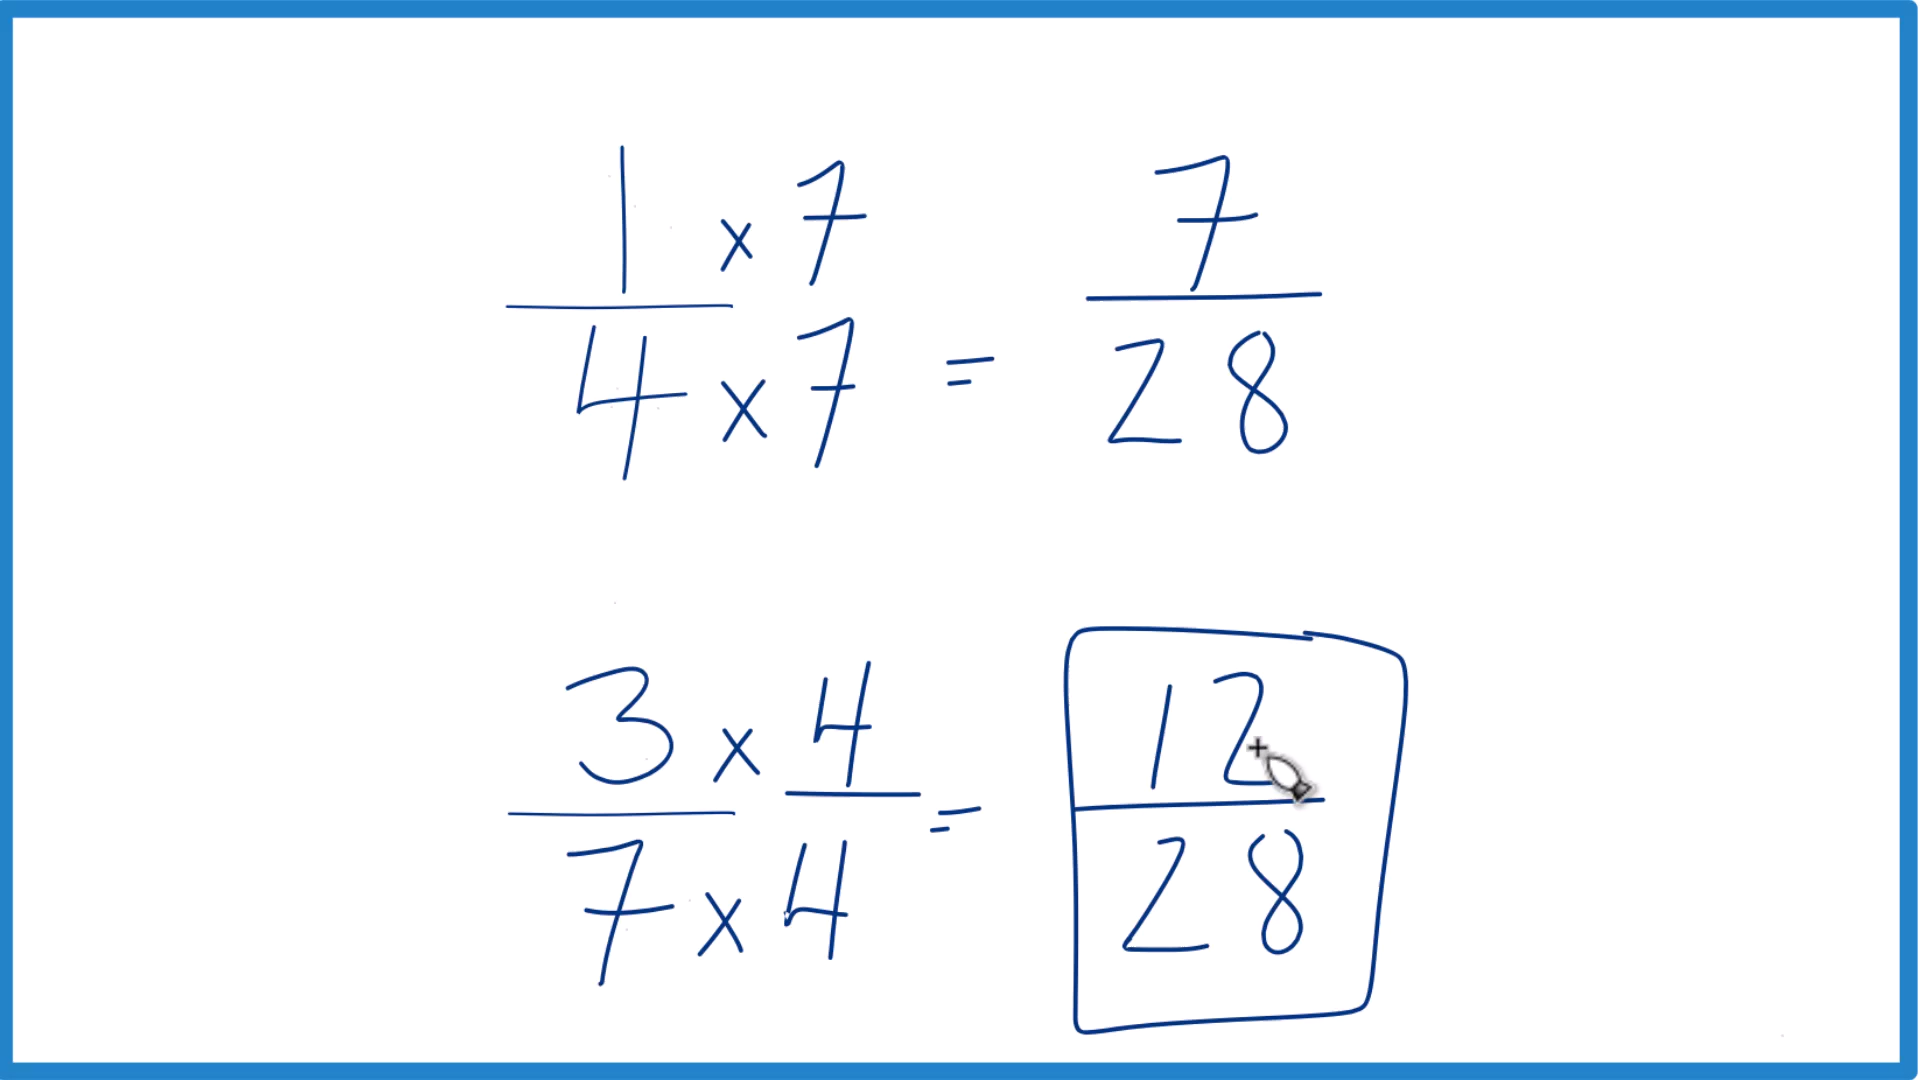 1 x 7
4 x 7 =
7
28
3 x 4
7 x 4 =
12
28